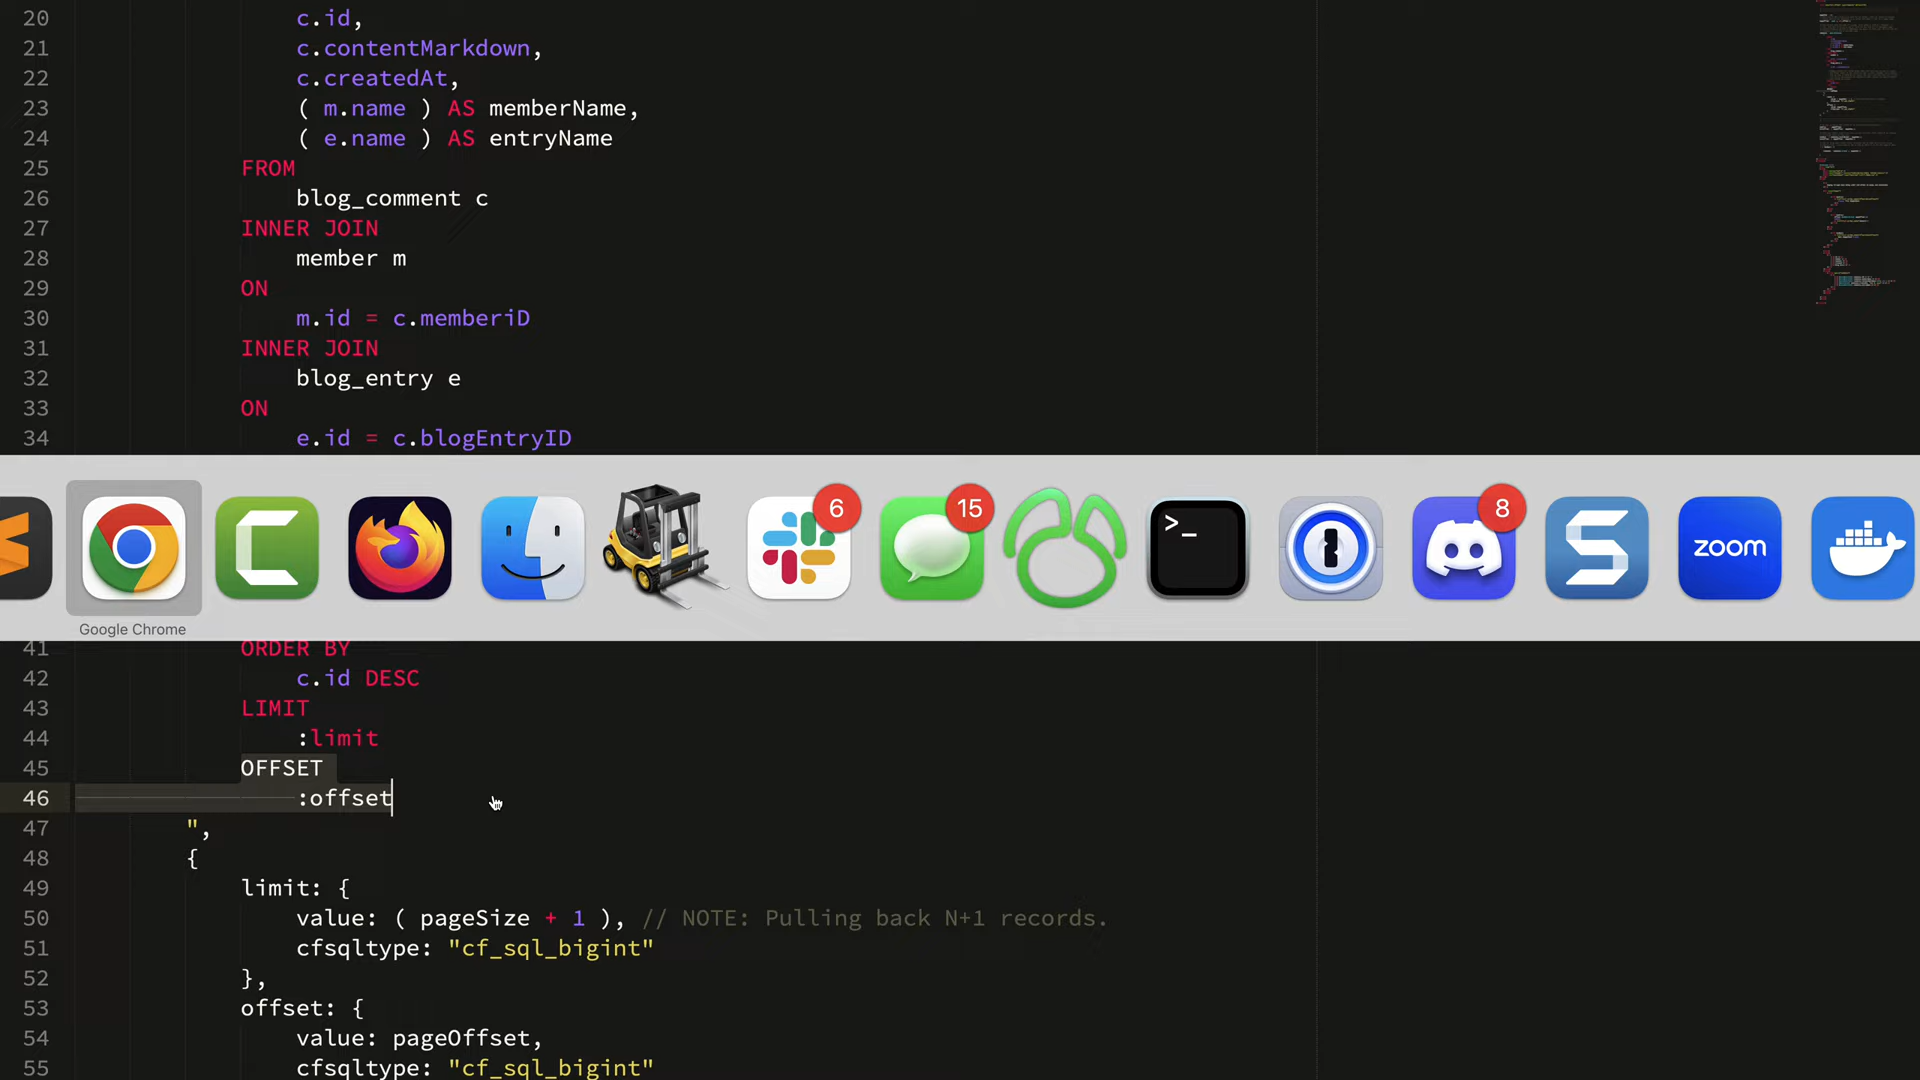 20 c.id,
21 c.contentMarkdown,
22 c.createdAt,
23 ( m.name ) AS memberName,
24 ( e.name ) AS entryName
25 FROM
26 blog_comment c
27 INNER JOIN
28 member m
29 ON
30 m.id = c.memberiD
31 INNER JOIN
32 blog_entry e
33 ON
34 e.id = c.blogEntryID
6
15
>_
8
zoom
Google Chrome
41 ORDER BY
42 c.id DESC
43 LIMIT
44 :limit
45 OFFSET
46 :offset
47 ",
48 {
49 limit: {
50 value: ( pageSize + 1 ), // NOTE: Pulling back N+1 records.
51 cfsqltype: "cf_sql_bigint"
52 },
53 offset: {
54 value: pageOffset,
55 cfsqltype: "cf_sql_bigint"